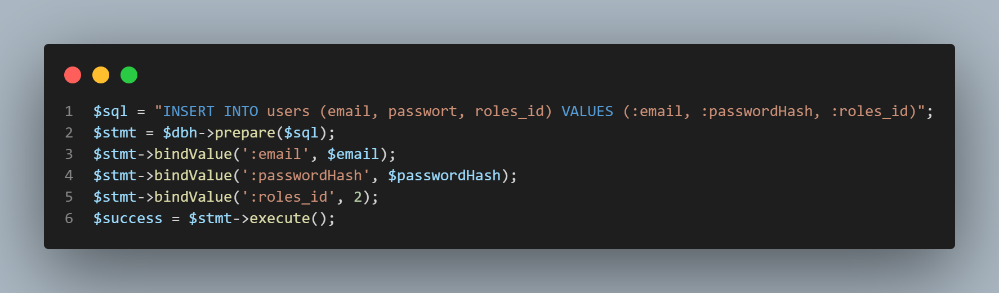 1 $sql = "INSERT INTO users (email, passwort, roles_id) VALUES (:email, :passwordHash, :roles_id)";
2 $stmt = $dbh->prepare($sql);
3 $stmt->bindValue(':email', $email);
4 $stmt->bindValue(':passwordHash', $passwordHash);
5 $stmt->bindValue(':roles_id', 2);
6 $success = $stmt->execute();